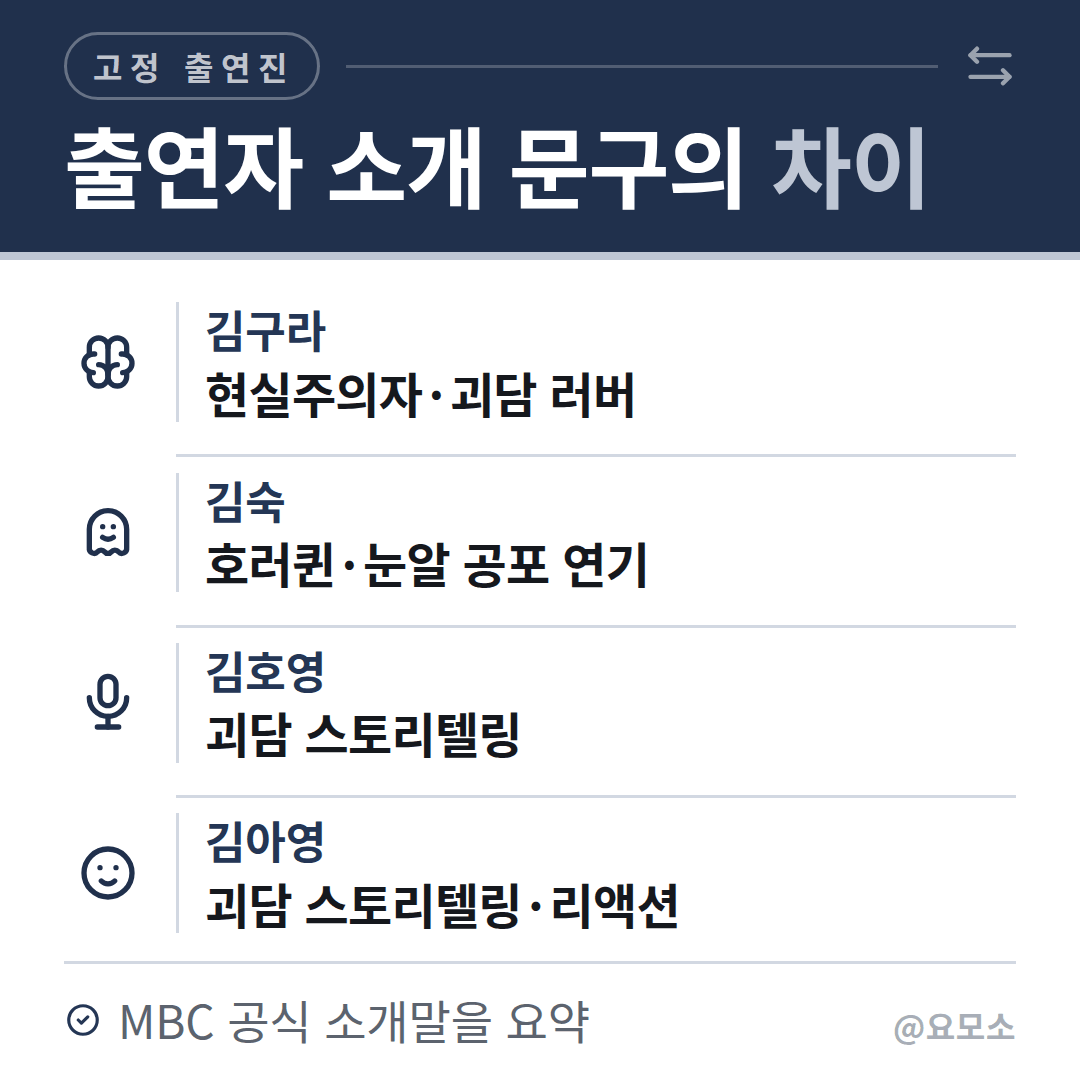 고정 출연진
출연자 소개 문구의 차이
김구라
현실주의자·괴담 러버
김숙
호러퀸·눈알 공포 연기
김호영
괴담 스토리텔링
김아영
괴담 스토리텔링·리액션
MBC 공식 소개말을 요약
@요모소